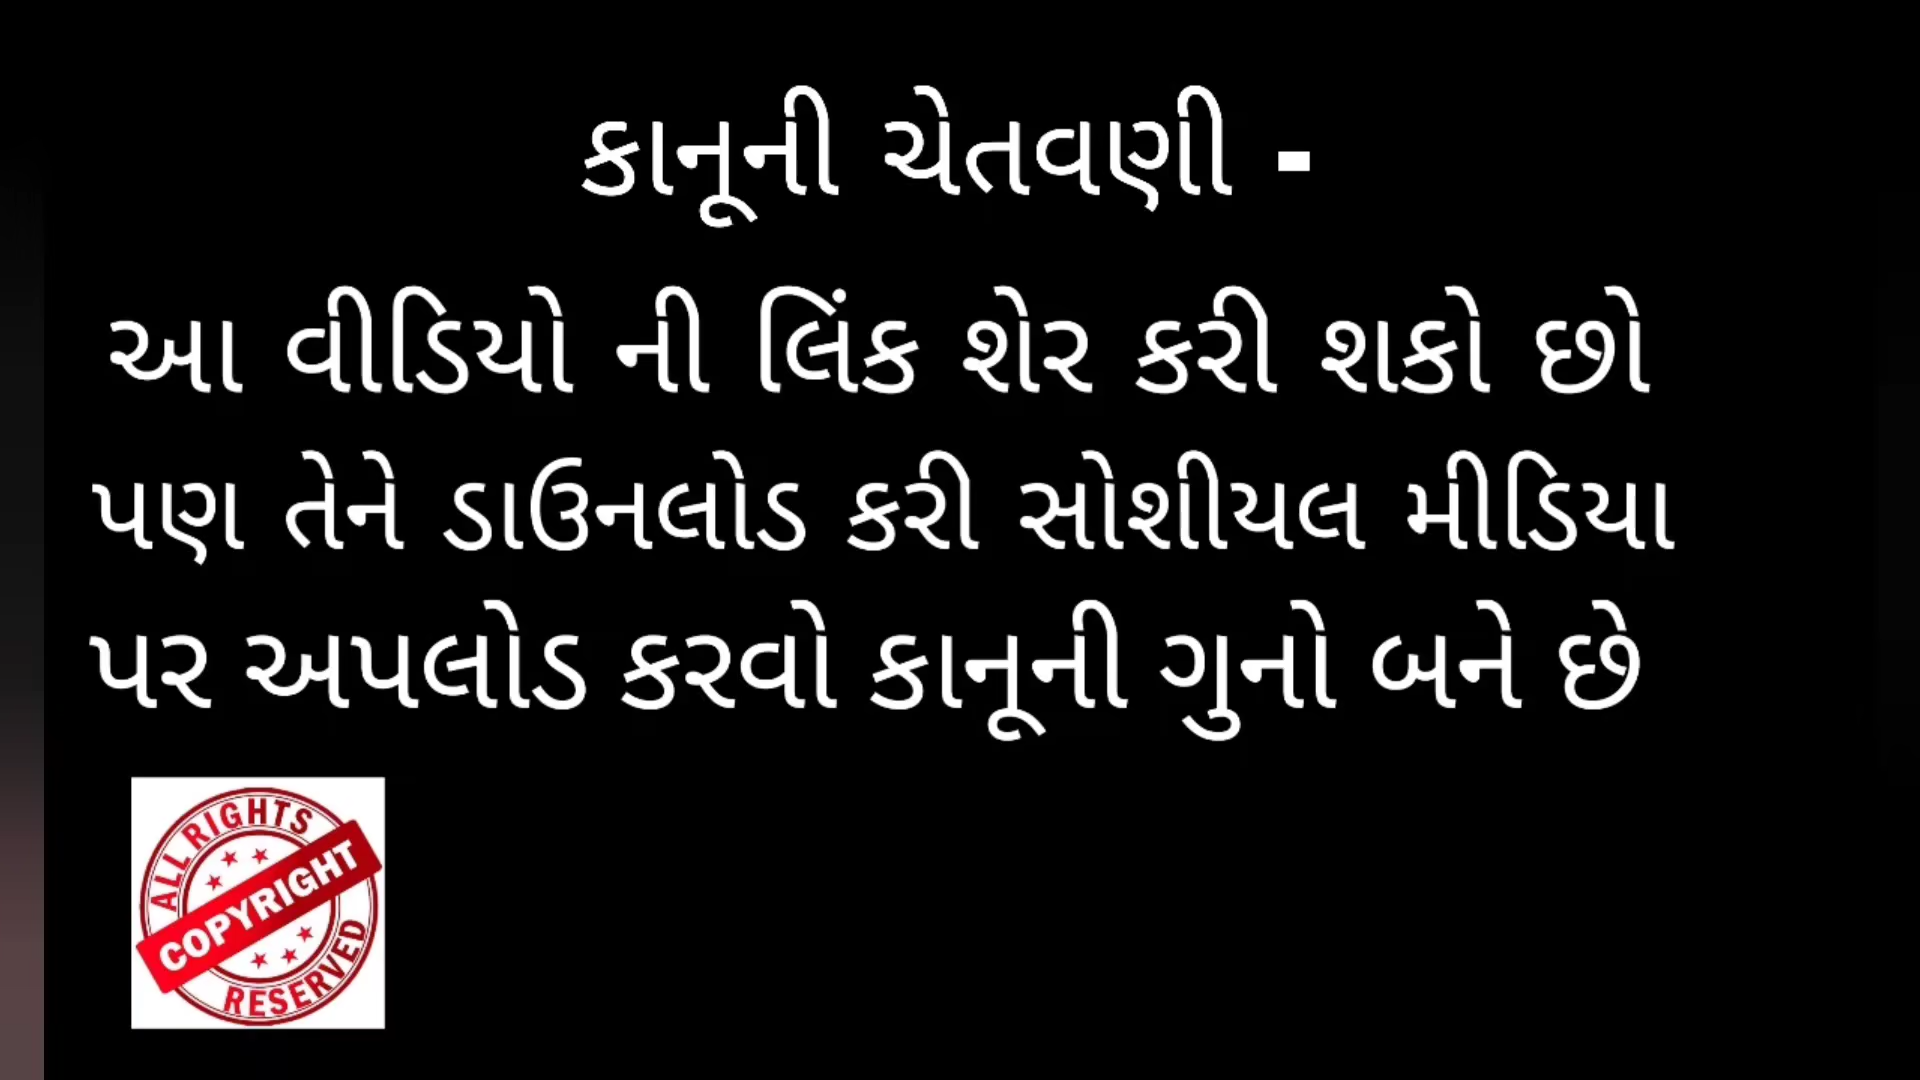 કાનૂની ચેતવણી -
આ વીડિયો ની લિંક શેર કરી શકો છો
પણ તેને ડાઉનલોડ કરી સોશીયલ મીડિયા
પર અપલોડ કરવો કાનૂની ગુનો બને છે
ALL RIGHTS
COPYRIGHT
RESERVED